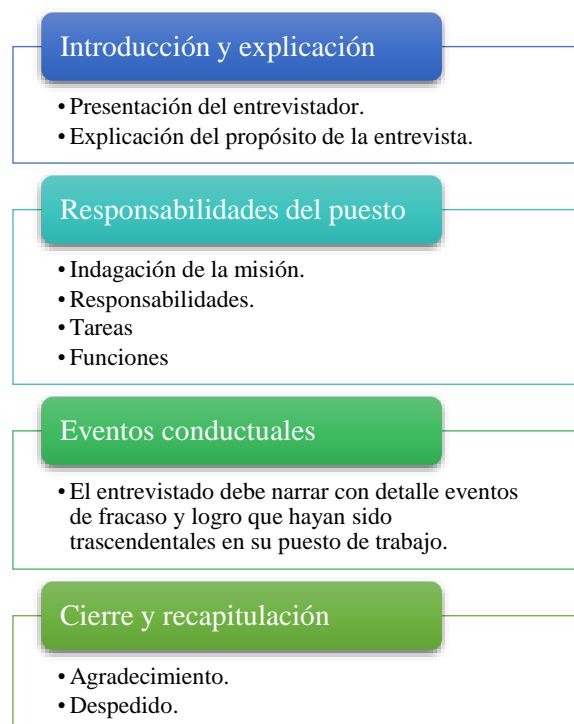 Introducción y explicación
• Presentación del entrevistador.
• Explicación del propósito de la entrevista.
Responsabilidades del puesto
• Indagación de la misión.
• Responsabilidades.
• Tareas
• Funciones
Eventos conductuales
• El entrevistado debe narrar con detalle eventos
de fracaso y logro que hayan sido
trascendentales en su puesto de trabajo.
Cierre y recapitulación
• Agradecimiento.
• Despedido.